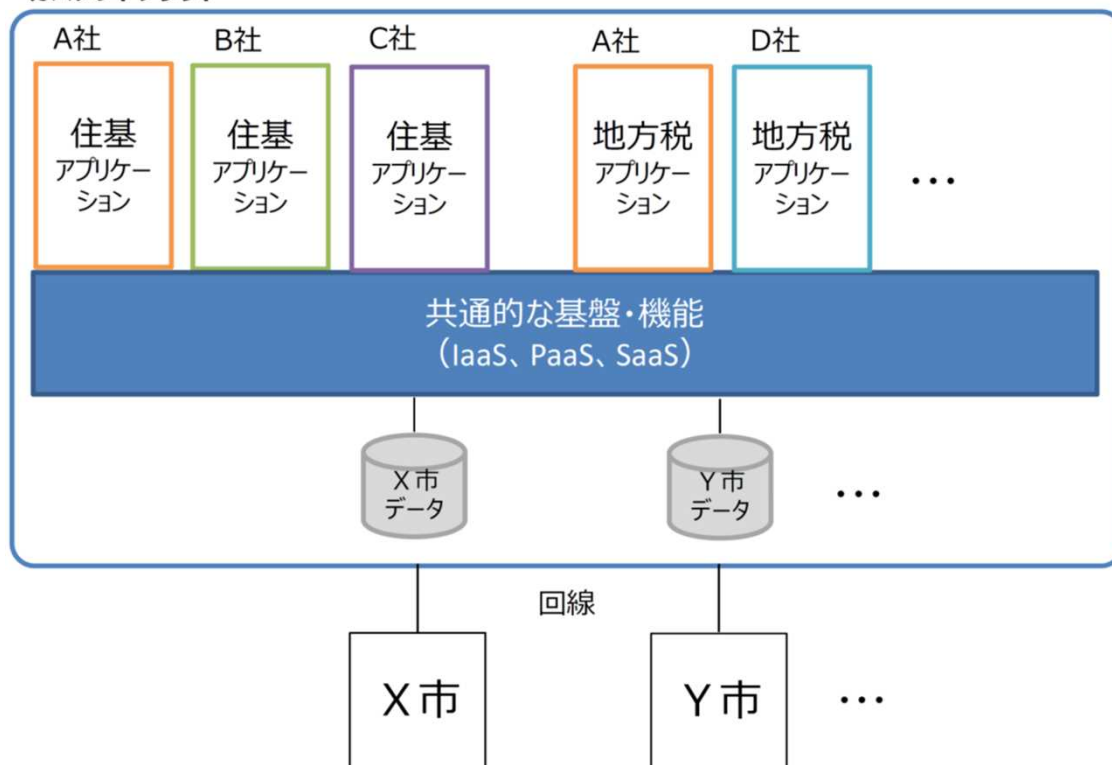 A社
B社
C社
A社
D社
住基
アプリケー
ション
住基
アプリケー
ション
住基
アプリケー
ション
地方税
アプリケー
ション
地方税
アプリケー
ション
…
共通的な基盤・機能
（IaaS、PaaS、SaaS）
X市
データ
Y市
データ
…
回線
X市
Y市
…